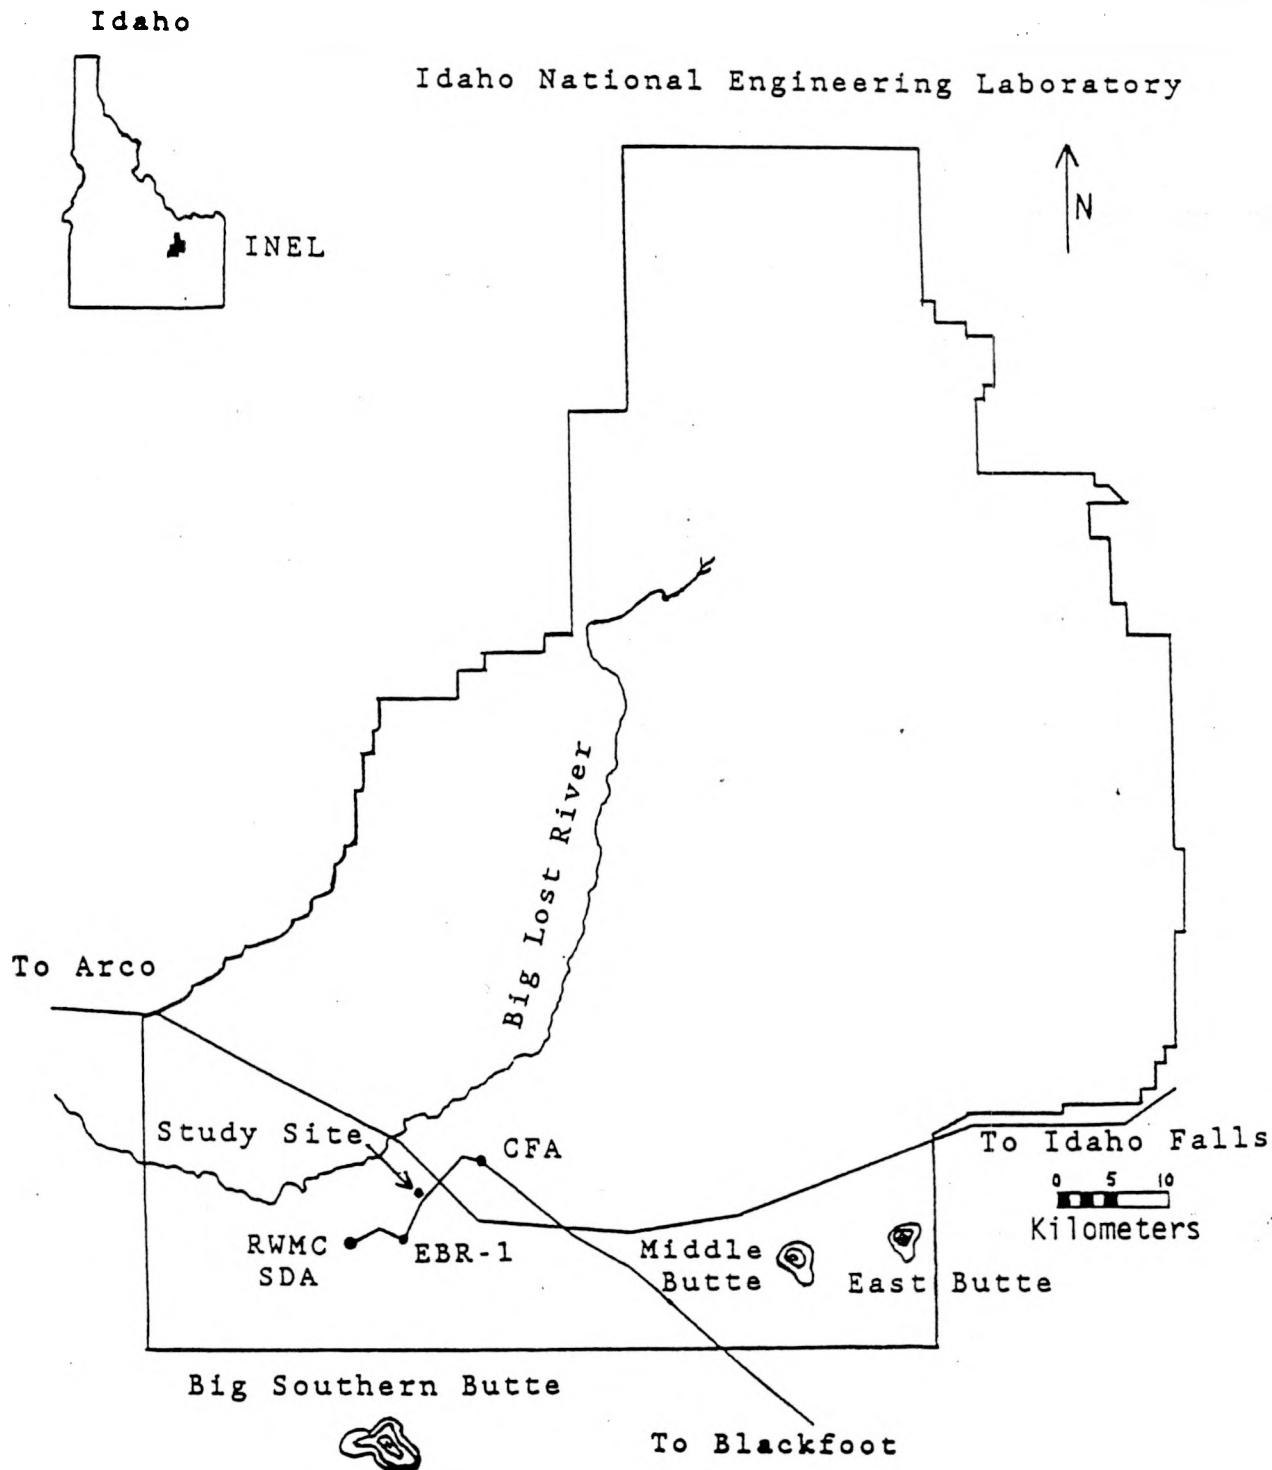 Idaho
Idaho National Engineering Laboratory
N
INEL
Big Lost River
To Arco
Study Site
CFA
To Idaho Falls
0 5 10
Kilometers
RWMC
SDA
EBR-1
Middle
Butte
East Butte
Big Southern Butte
To Blackfoot